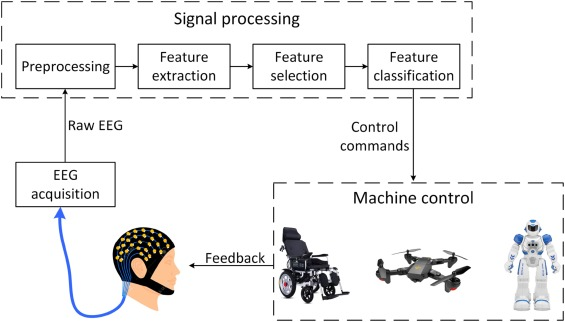 Signal processing
Preprocessing
Feature
extraction
Feature
selection
Feature
classification
Raw EEG
Control
commands
EEG
acquisition
Machine control
Feedback